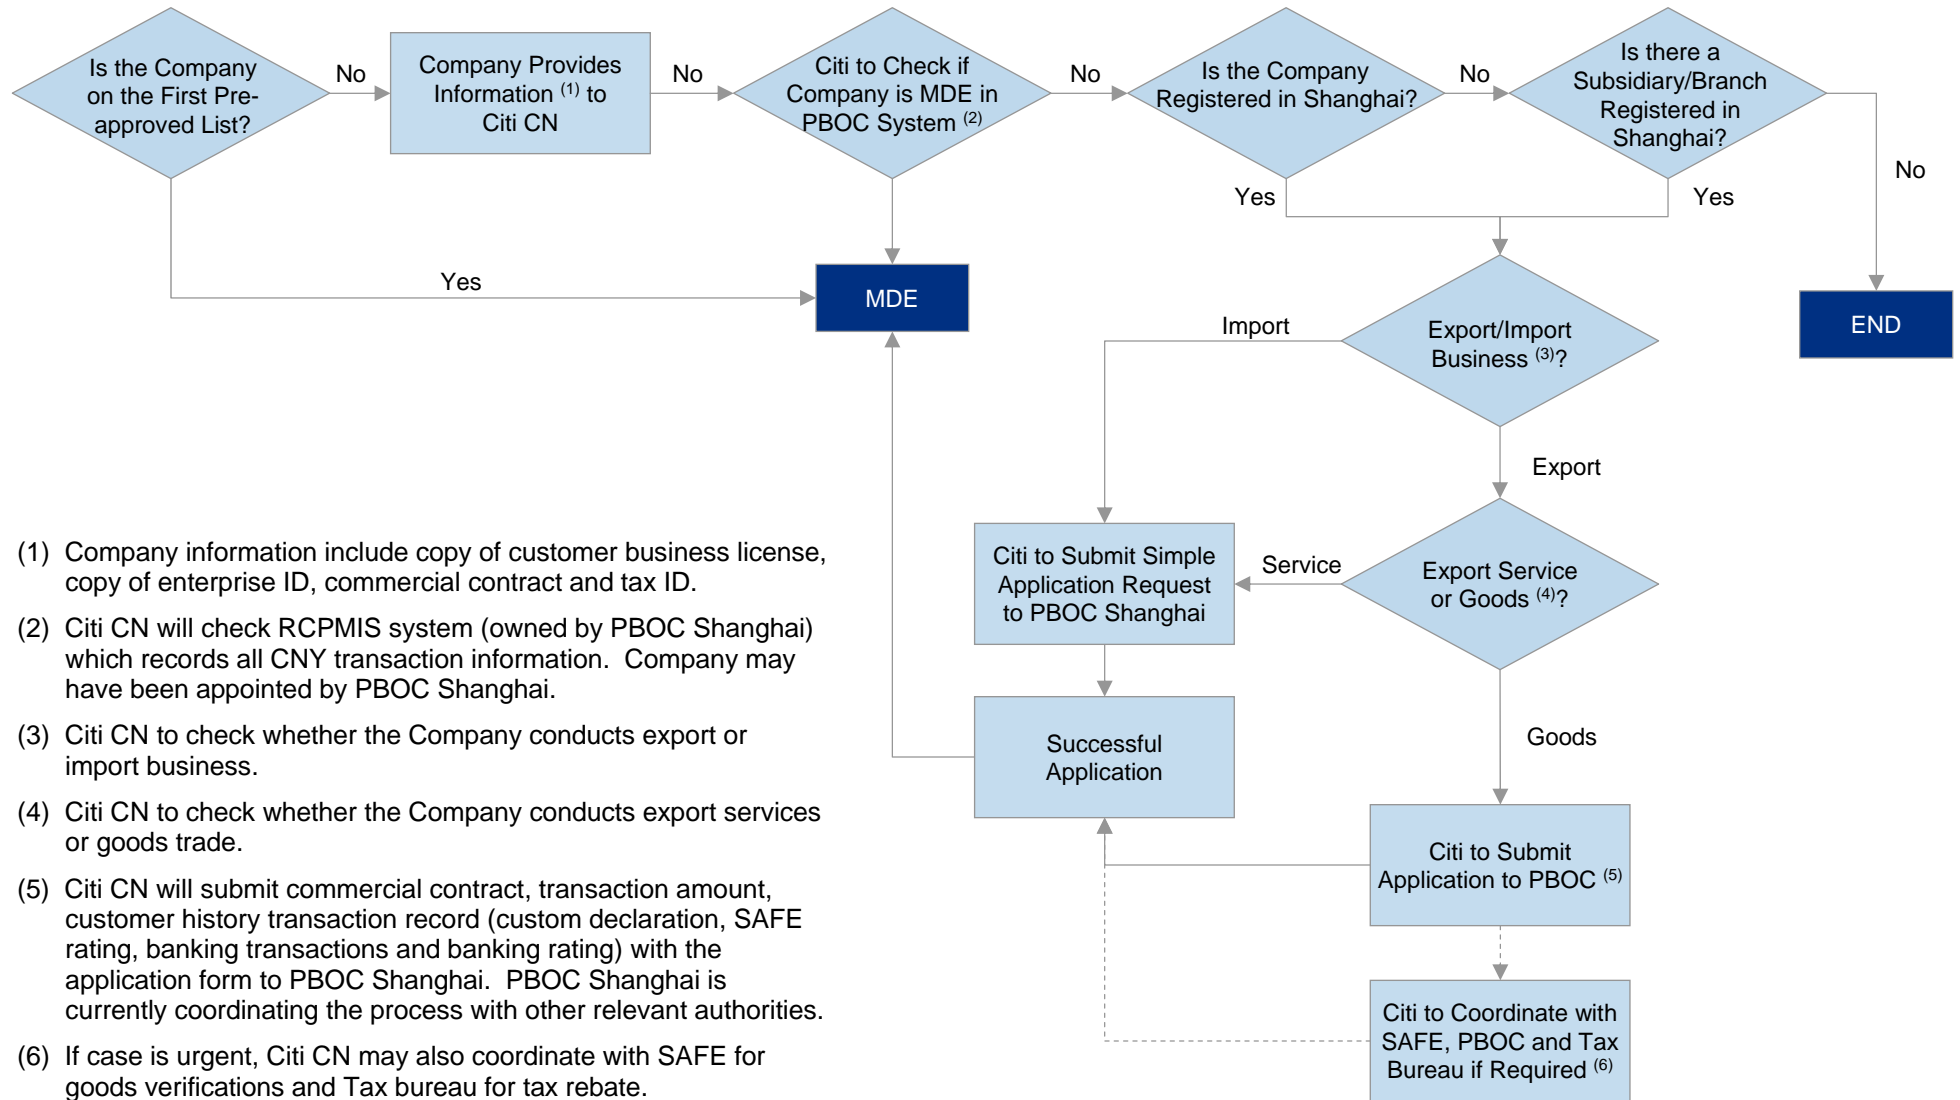 Is the Company
on the First Pre-
approved List?
No
Company Provides
Information (1) to
Citi CN
No
Citi to Check if
Company is MDE in
PBOC System (2)
No
Is the Company
Registered in Shanghai?
No
Is there a
Subsidiary/Branch
Registered in
Shanghai?
No
Yes
Yes
Yes
MDE
END
Import
Export/Import
Business (3)?
Export
Citi to Submit Simple
Application Request
to PBOC Shanghai
Service
Export Service
or Goods (4)?
Goods
Successful
Application
Citi to Submit
Application to PBOC (5)
Citi to Coordinate with
SAFE, PBOC and Tax
Bureau if Required (6)
(1) Company information include copy of customer business license,
copy of enterprise ID, commercial contract and tax ID.
(2) Citi CN will check RCPMIS system (owned by PBOC Shanghai)
which records all CNY transaction information. Company may
have been appointed by PBOC Shanghai.
(3) Citi CN to check whether the Company conducts export or
import business.
(4) Citi CN to check whether the Company conducts export services
or goods trade.
(5) Citi CN will submit commercial contract, transaction amount,
customer history transaction record (custom declaration, SAFE
rating, banking transactions and banking rating) with the
application form to PBOC Shanghai. PBOC Shanghai is
currently coordinating the process with other relevant authorities.
(6) If case is urgent, Citi CN may also coordinate with SAFE for
goods verifications and Tax bureau for tax rebate.